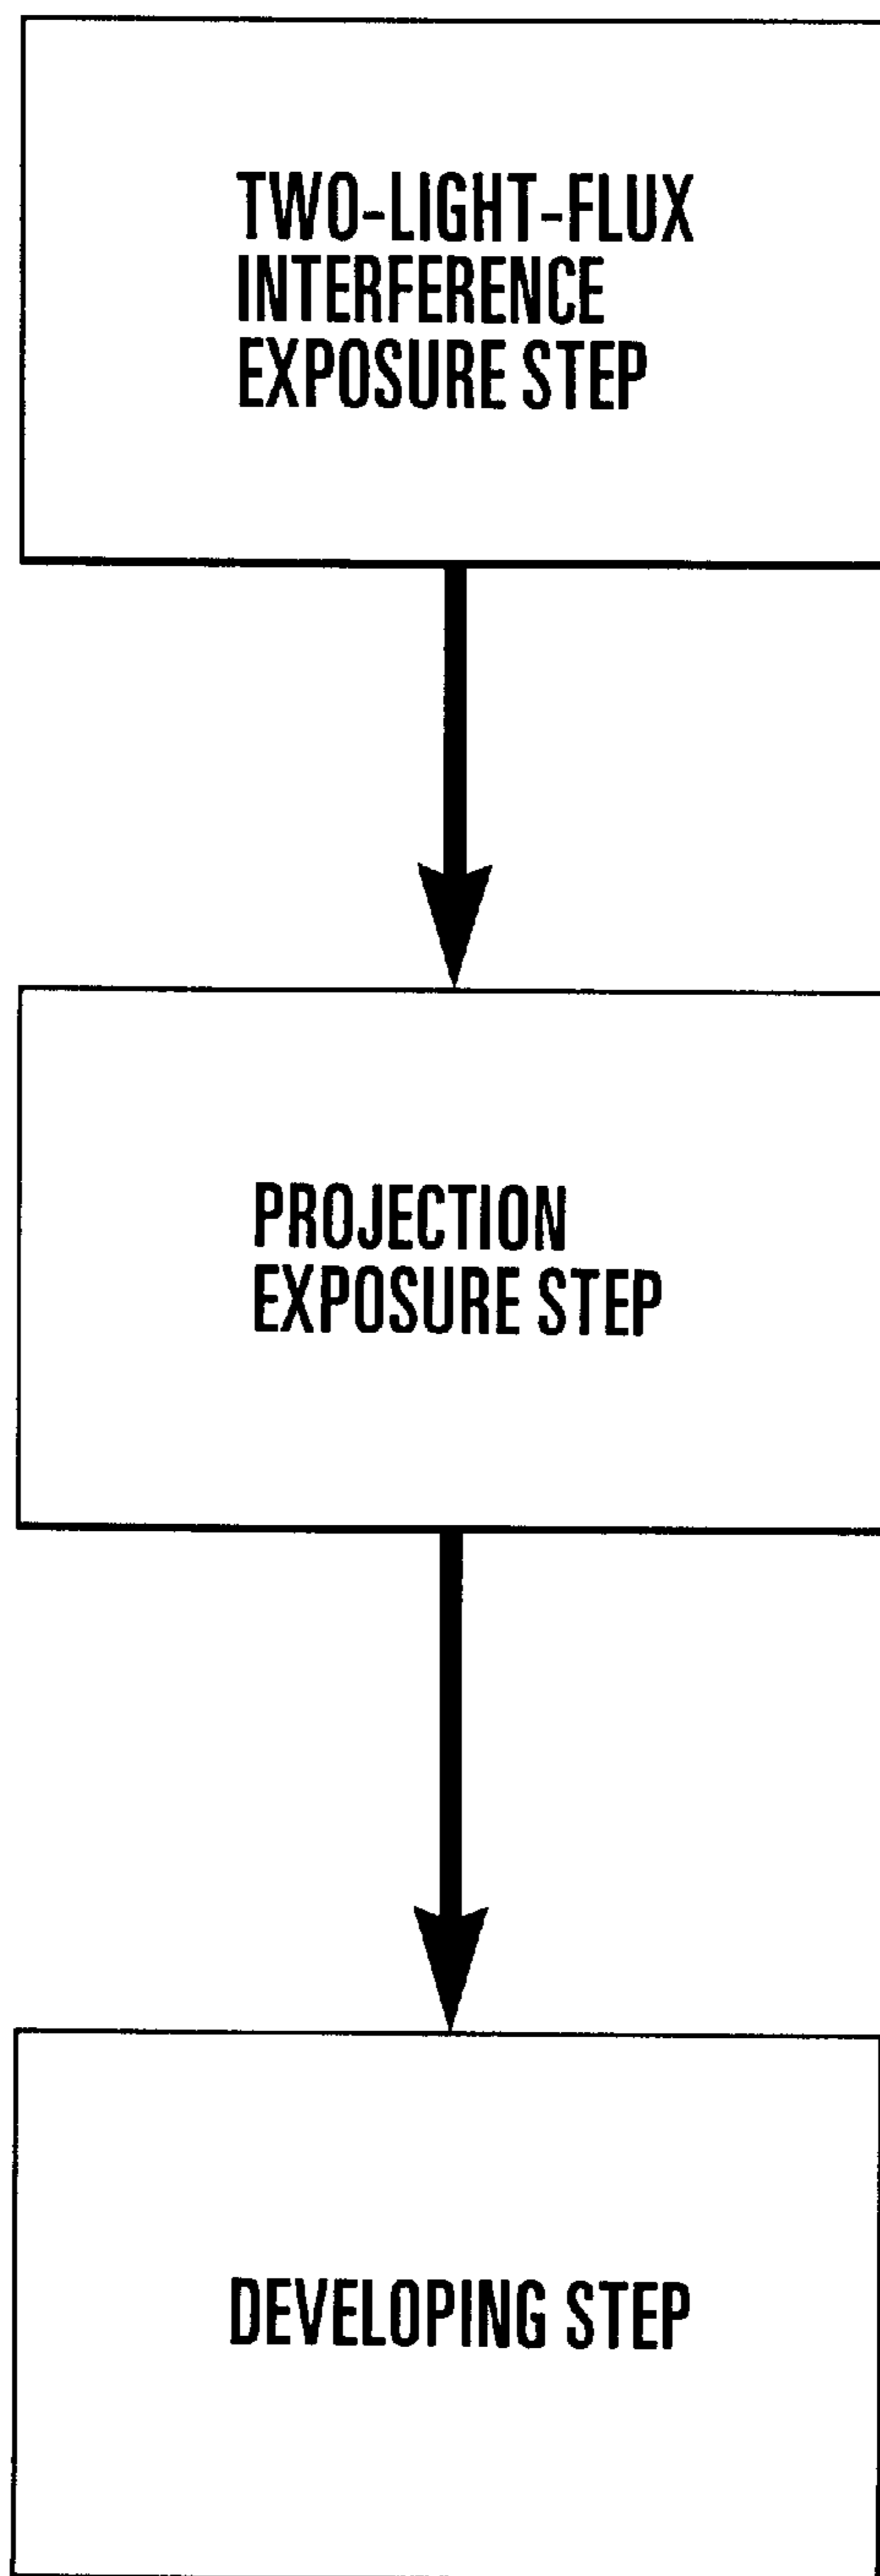 TWO-LIGHT-FLUX
INTERFERENCE
EXPOSURE STEP
PROJECTION
EXPOSURE STEP
DEVELOPING STEP